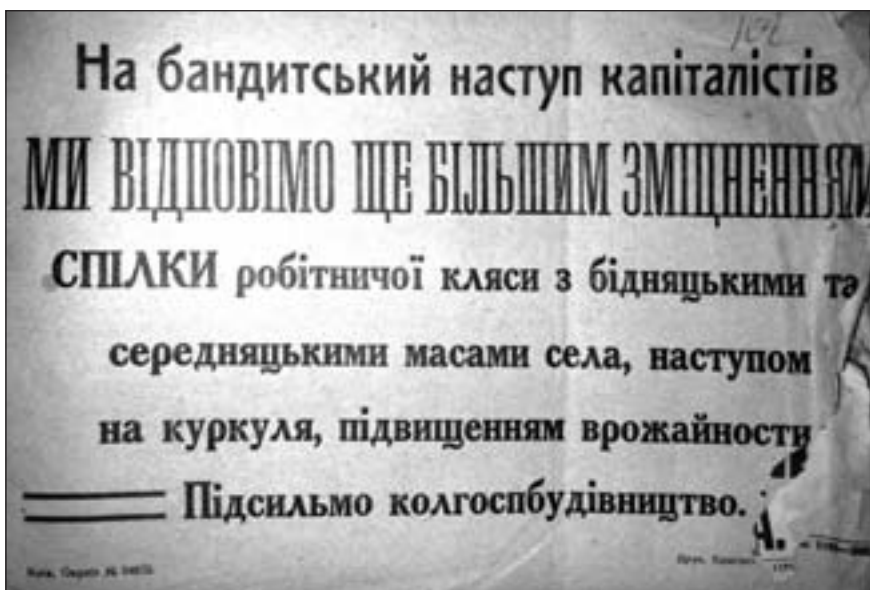 На бандитський наступ капіталістів
МИ ВІДПОВІМО ЩЕ БІЛЬШИМ ЗМІЦНЕННЯМ
СПІЛКИ робітничої кляси з бідняцькими та
середняцькими масами села, наступом
на куркуля, підвищенням врожайности
Підсильмо колгоспбудівництво.